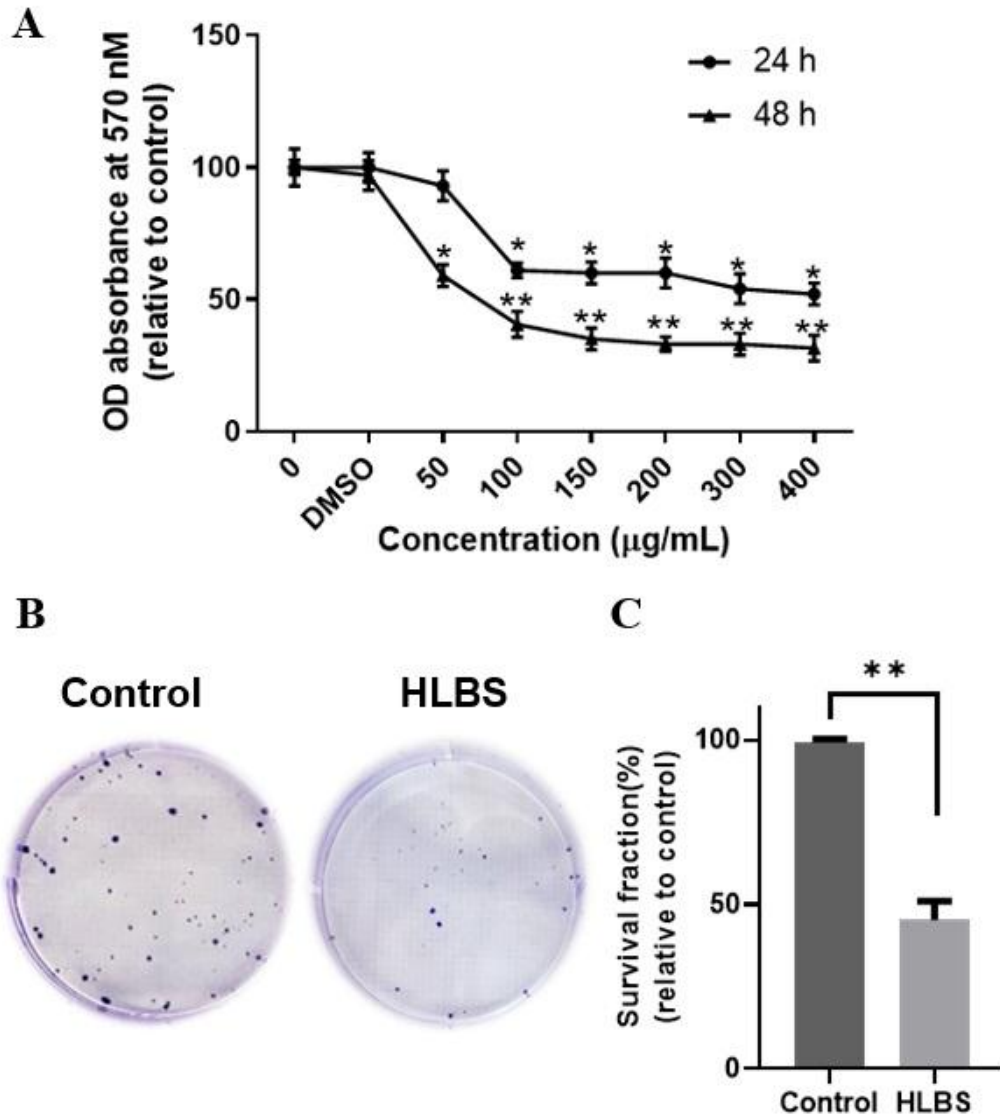 A
OD absorbance at 570 nM
(relative to control)
150
100
50
0
24 h
48 h
*
*
*
*
*
*
**
**
**
**
**
0
DMSO
50
100
150
200
300
400
Concentration (μg/mL)
B
Control
HLBS
C
Survival fraction(%)
(relative to control)
100
50
0
**
Control
HLBS